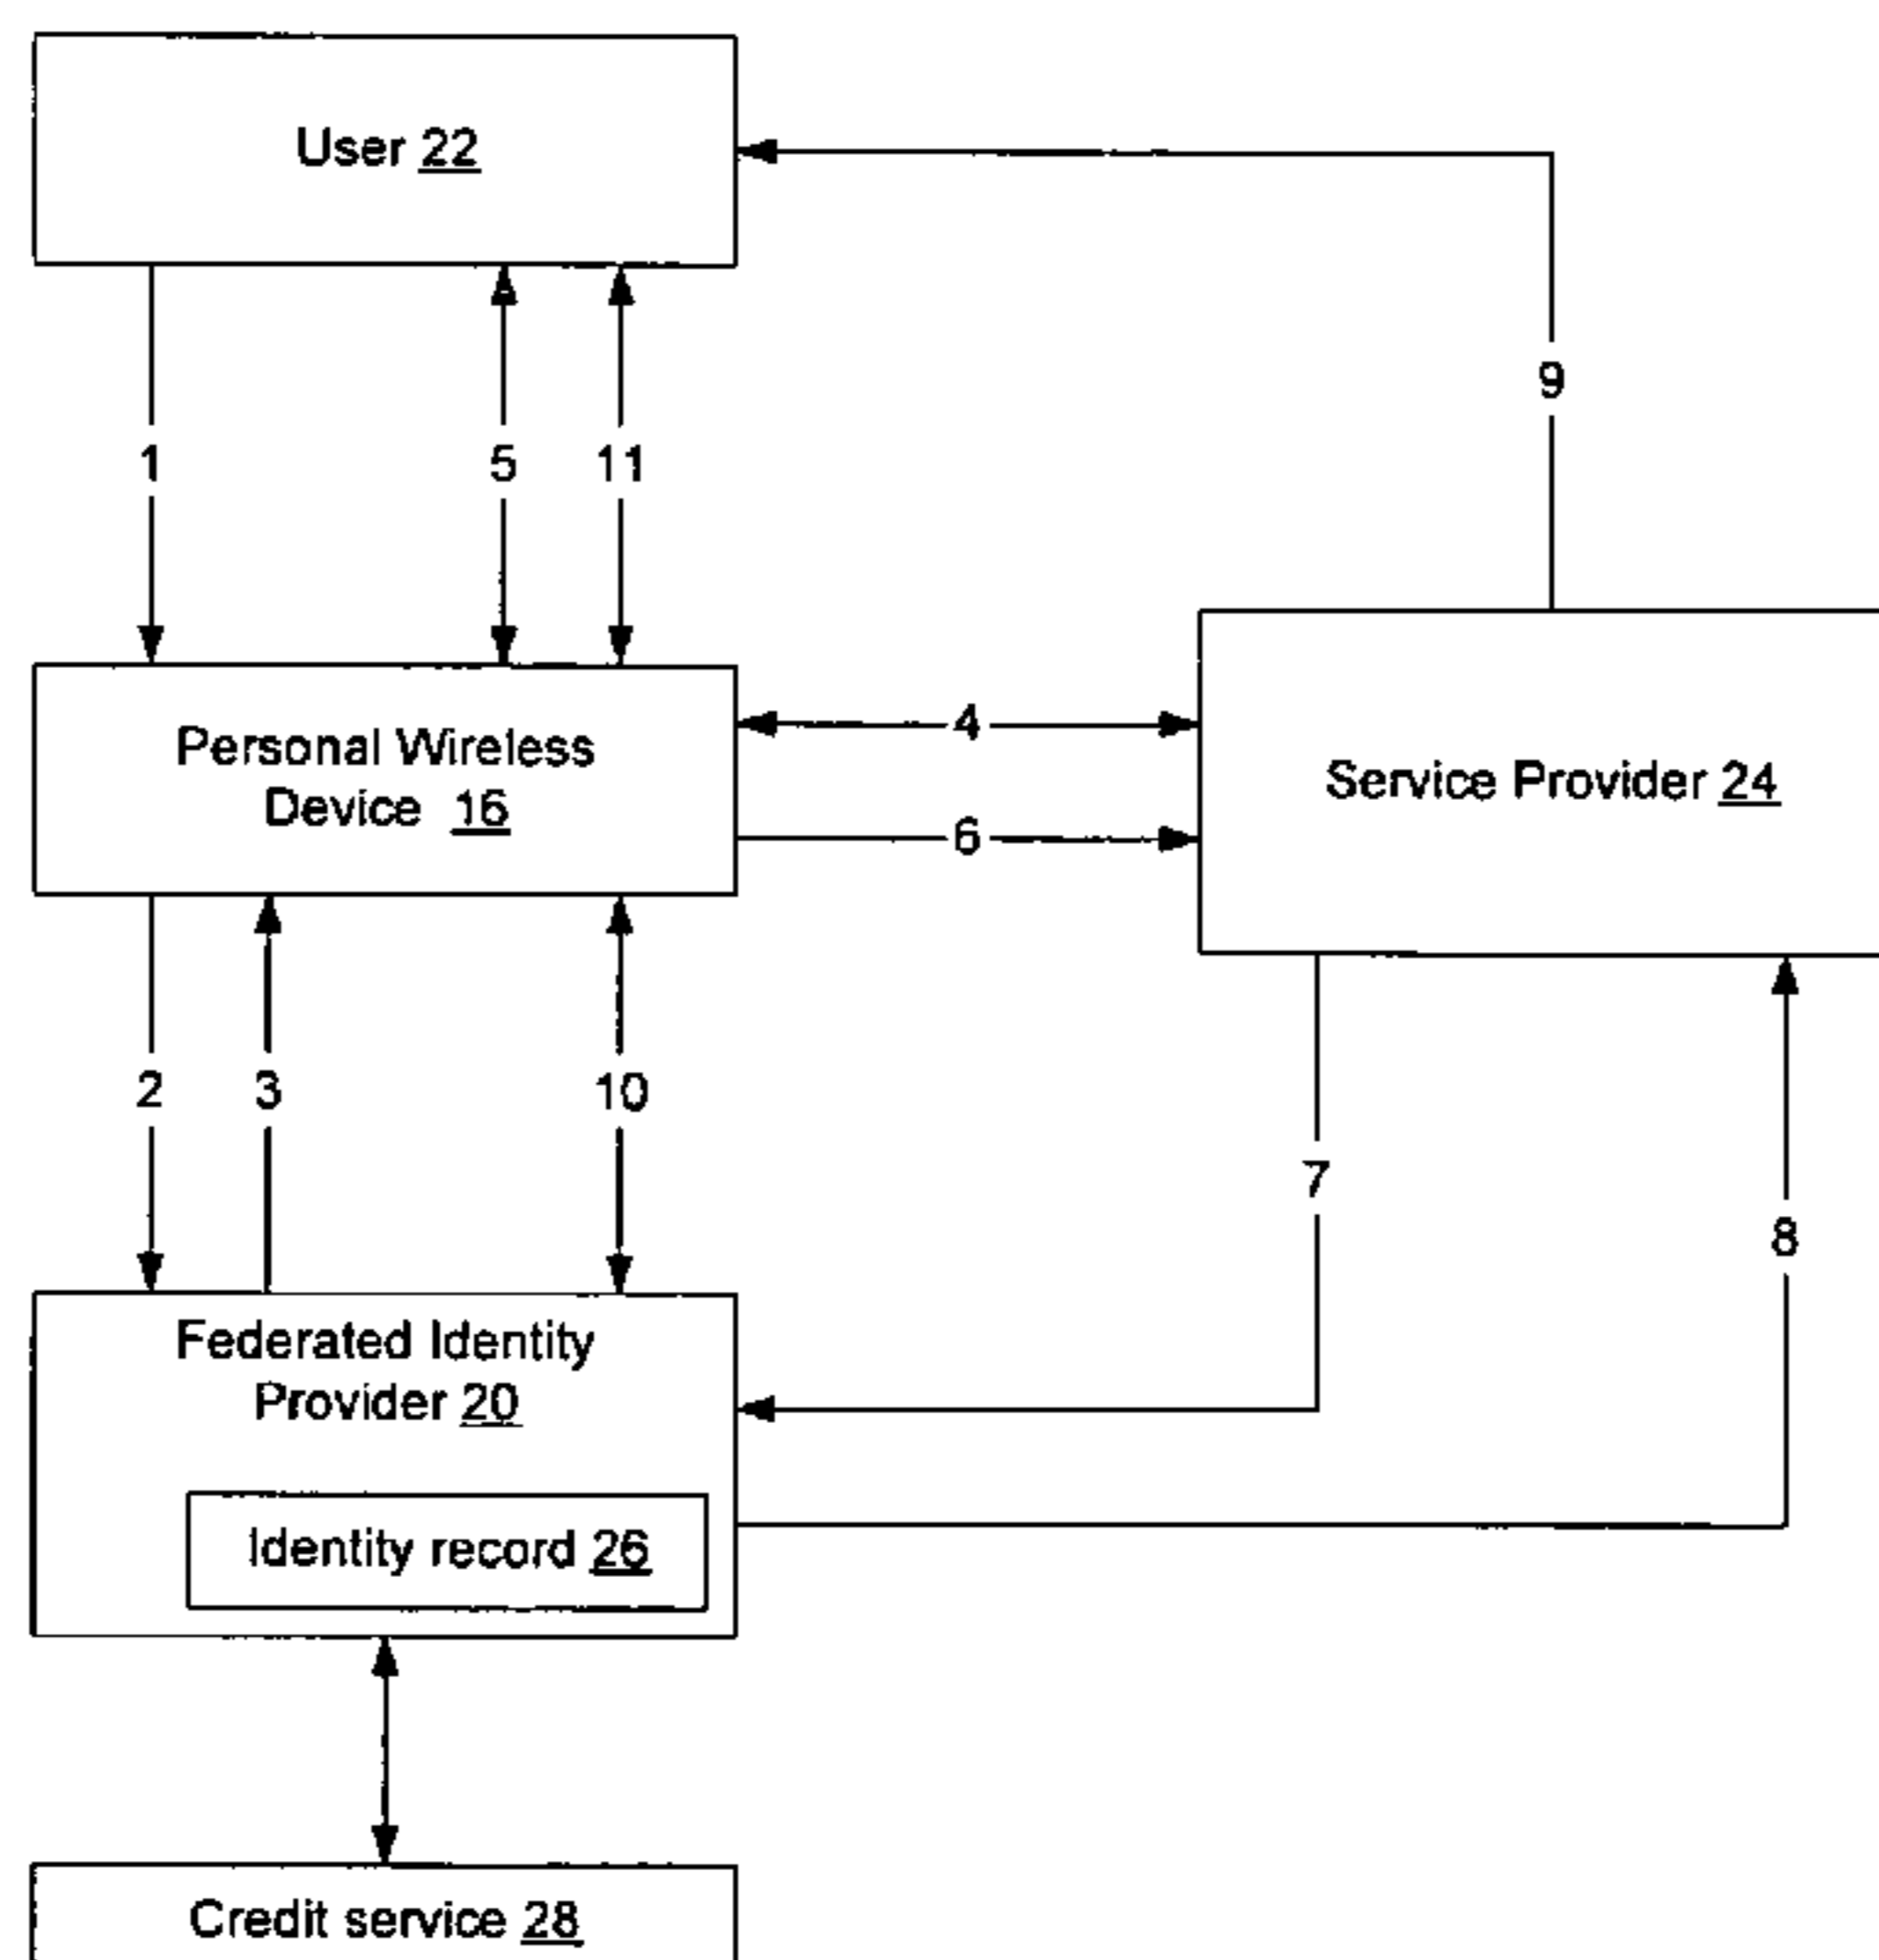 User 22
9
1
5
11
Personal Wireless
Device 16
4
6
Service Provider 24
2
3
10
7
8
Federated Identity
Provider 20
Identity record 26
Credit service 28